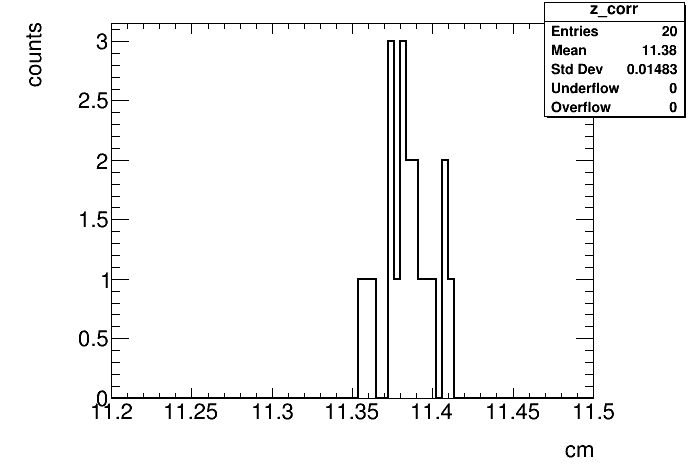 z_corr
Entries 20
Mean 11.38
Std Dev 0.01483
Underflow 0
Overflow 0
counts
3
2.5
2
1.5
1
0.5
0
11.2 11.25 11.3 11.35 11.4 11.45 11.5
cm